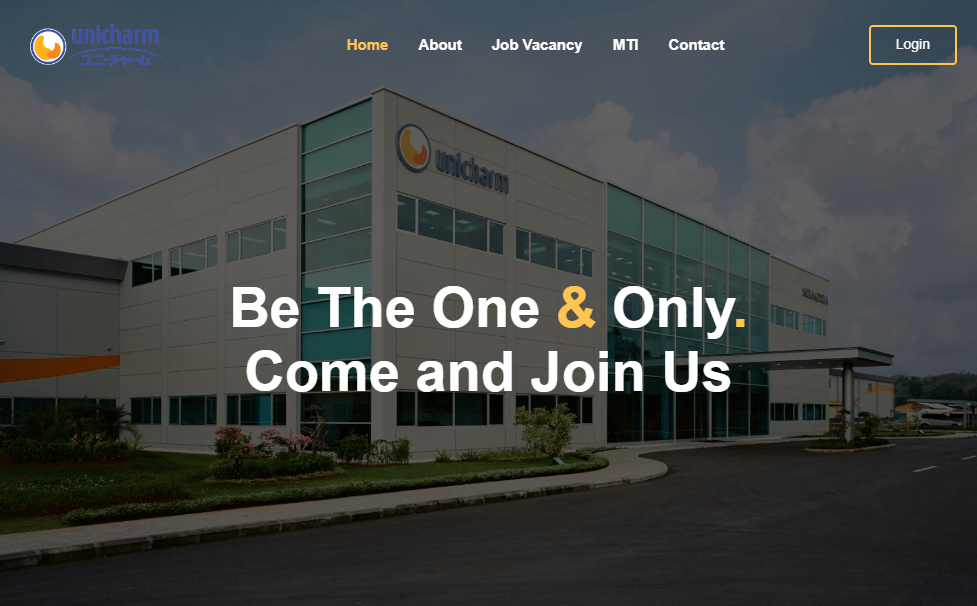 unicharm
ユニ・チャーム
Home About Job Vacancy MTI Contact
Login
unicharm
Be The One & Only.
Come and Join Us